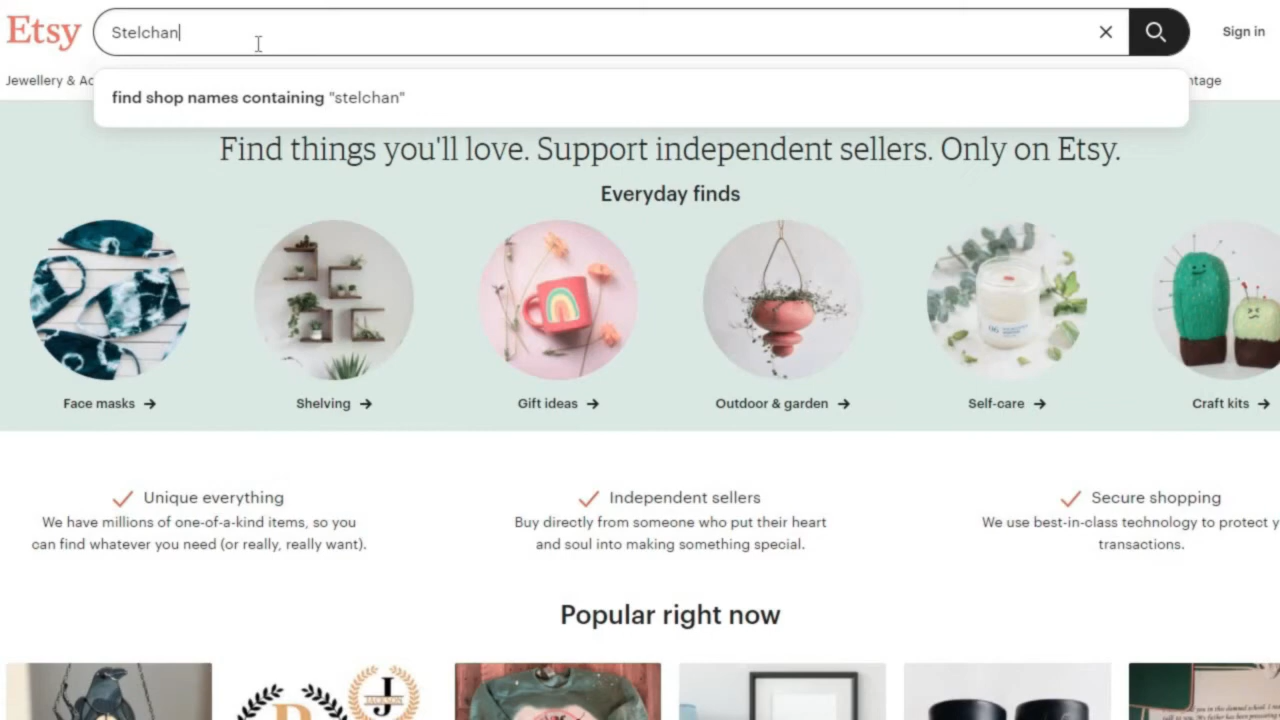 Etsy
Stelchan
Sign in
Jewellery & Ac
ntage
find shop names containing "stelchan"
Find things you'll love. Support independent sellers. Only on Etsy.
Everyday finds
Face masks
Shelving
Gift ideas
Outdoor & garden
Self-care
Craft kits
Unique everything
We have millions of one-of-a-kind items, so you
can find whatever you need (or really, really want).
Independent sellers
Buy directly from someone who put their heart
and soul into making something special.
Secure shopping
We use best-in-class technology to protect y
transactions.
Popular right now